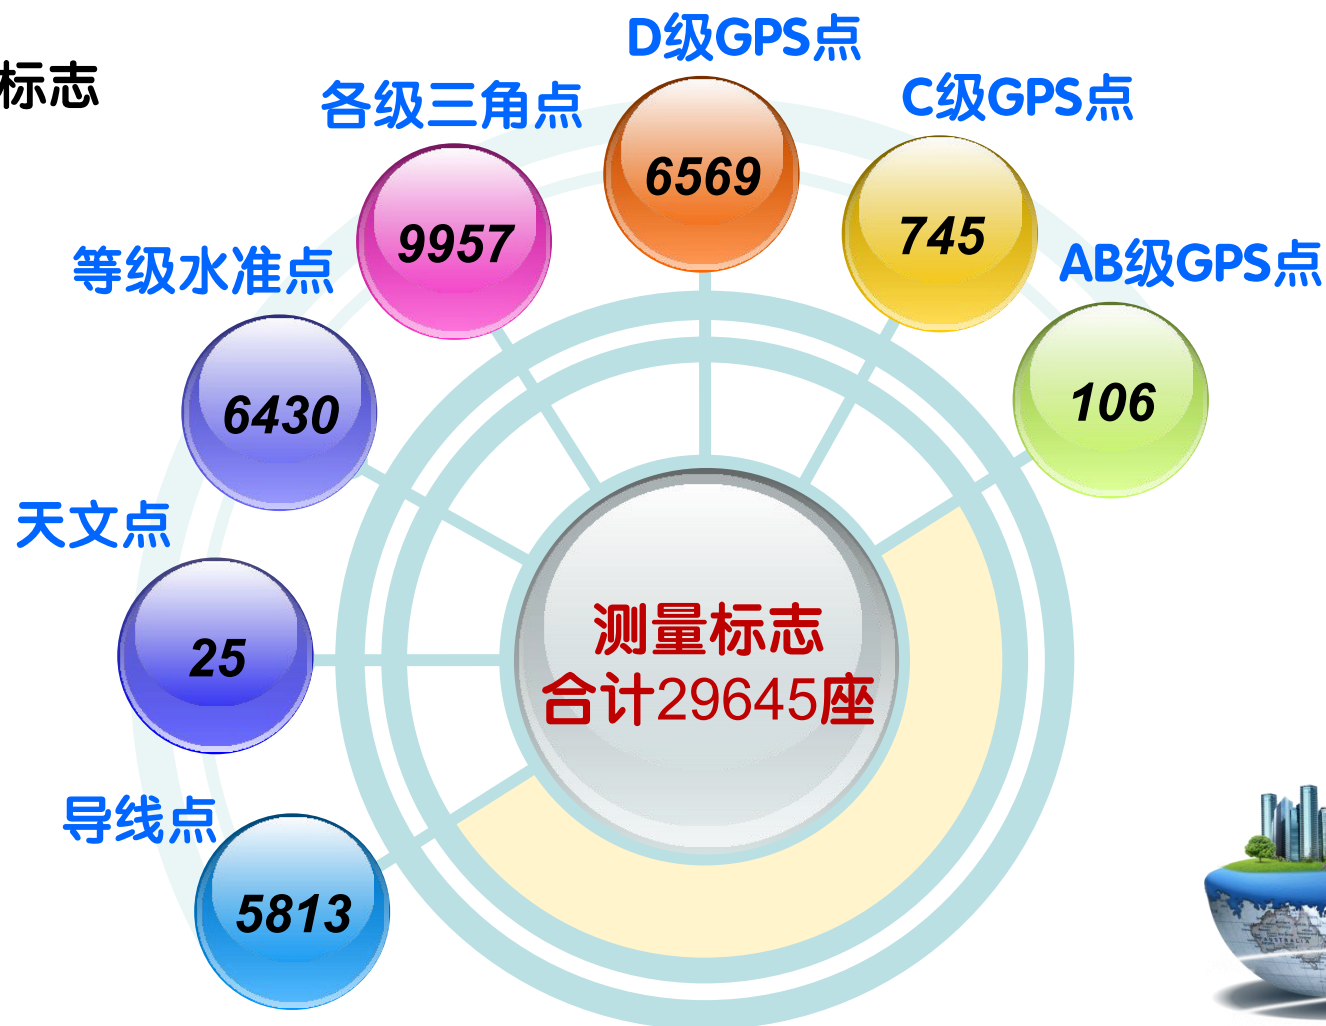 标志
D级GPS点
6569
各级三角点
9957
C级GPS点
745
AB级GPS点
106
等级水准点
6430
天文点
25
导线点
5813
测量标志
合计29645座
AUSTRALIA